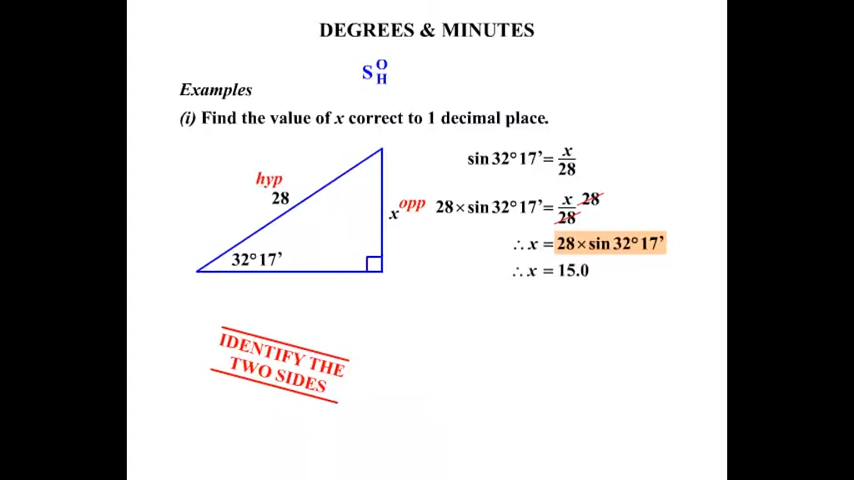 DEGREES & MINUTES
S O
H
Examples
(i) Find the value of x correct to 1 decimal place.
sin 32° 17’ = x
28
hyp
28
x opp
28 × sin 32° 17’ = x 28
28
∴ x = 28 × sin 32° 17’
32° 17’
∴ x = 15.0
IDENTIFY THE
TWO SIDES